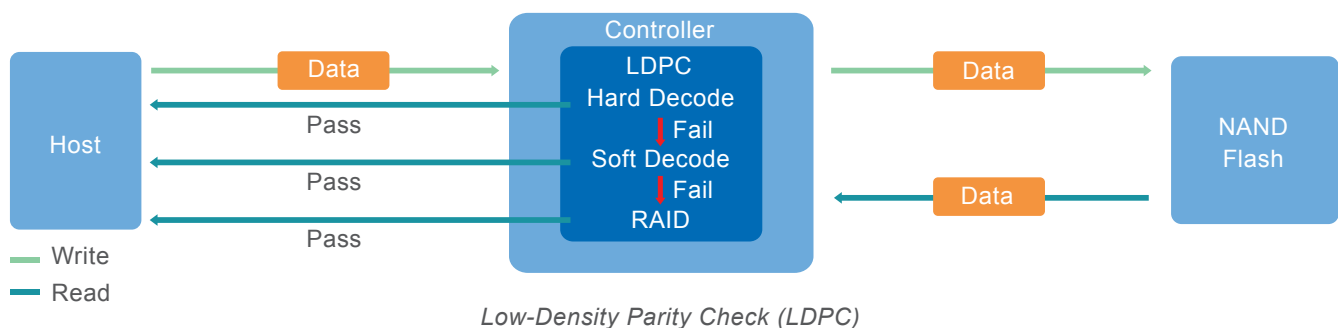 Controller
Data
LDPC
Hard Decode
Fail
Soft Decode
Fail
RAID
Data
Host
Pass
Pass
Pass
NAND
Flash
Data
Write
Read
Low-Density Parity Check (LDPC)